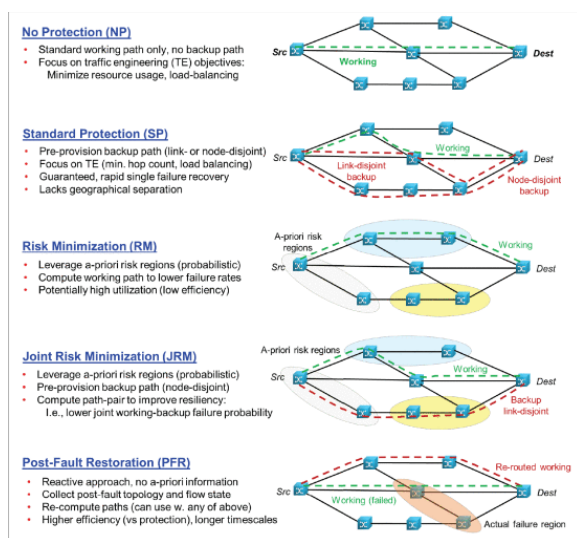 No Protection (NP)
• Standard working path only, no backup path
• Focus on traffic engineering (TE) objectives:
Minimize resource usage, load-balancing
Src
Working
Dest
Standard Protection (SP)
• Pre-provision backup path (link- or node-disjoint)
• Focus on TE (min. hop count, load balancing)
• Guaranteed, rapid single failure recovery
• Lacks geographical separation
Src
Link-disjoint
backup
Working
Dest
Node-disjoint
backup
Risk Minimization (RM)
• Leverage a-priori risk regions (probabilistic)
• Compute working path to lower failure rates
• Potentially high utilization (low efficiency)
A-priori risk
regions
Src
Working
Dest
Joint Risk Minimization (JRM)
• Leverage a-priori risk regions (probabilistic)
• Pre-provision backup path (node-disjoint)
• Compute path-pair to improve resiliency:
I.e., lower joint working-backup failure probability
A-priori risk regions
Src
Working
Dest
Backup
link-disjoint
Post-Fault Restoration (PFR)
• Reactive approach, no a-priori information
• Collect post-fault topology and flow state
• Re-compute paths (can use w. any of above)
• Higher efficiency (vs protection), longer timescales
Re-routed working
Src
Working (failed)
Dest
Actual failure region